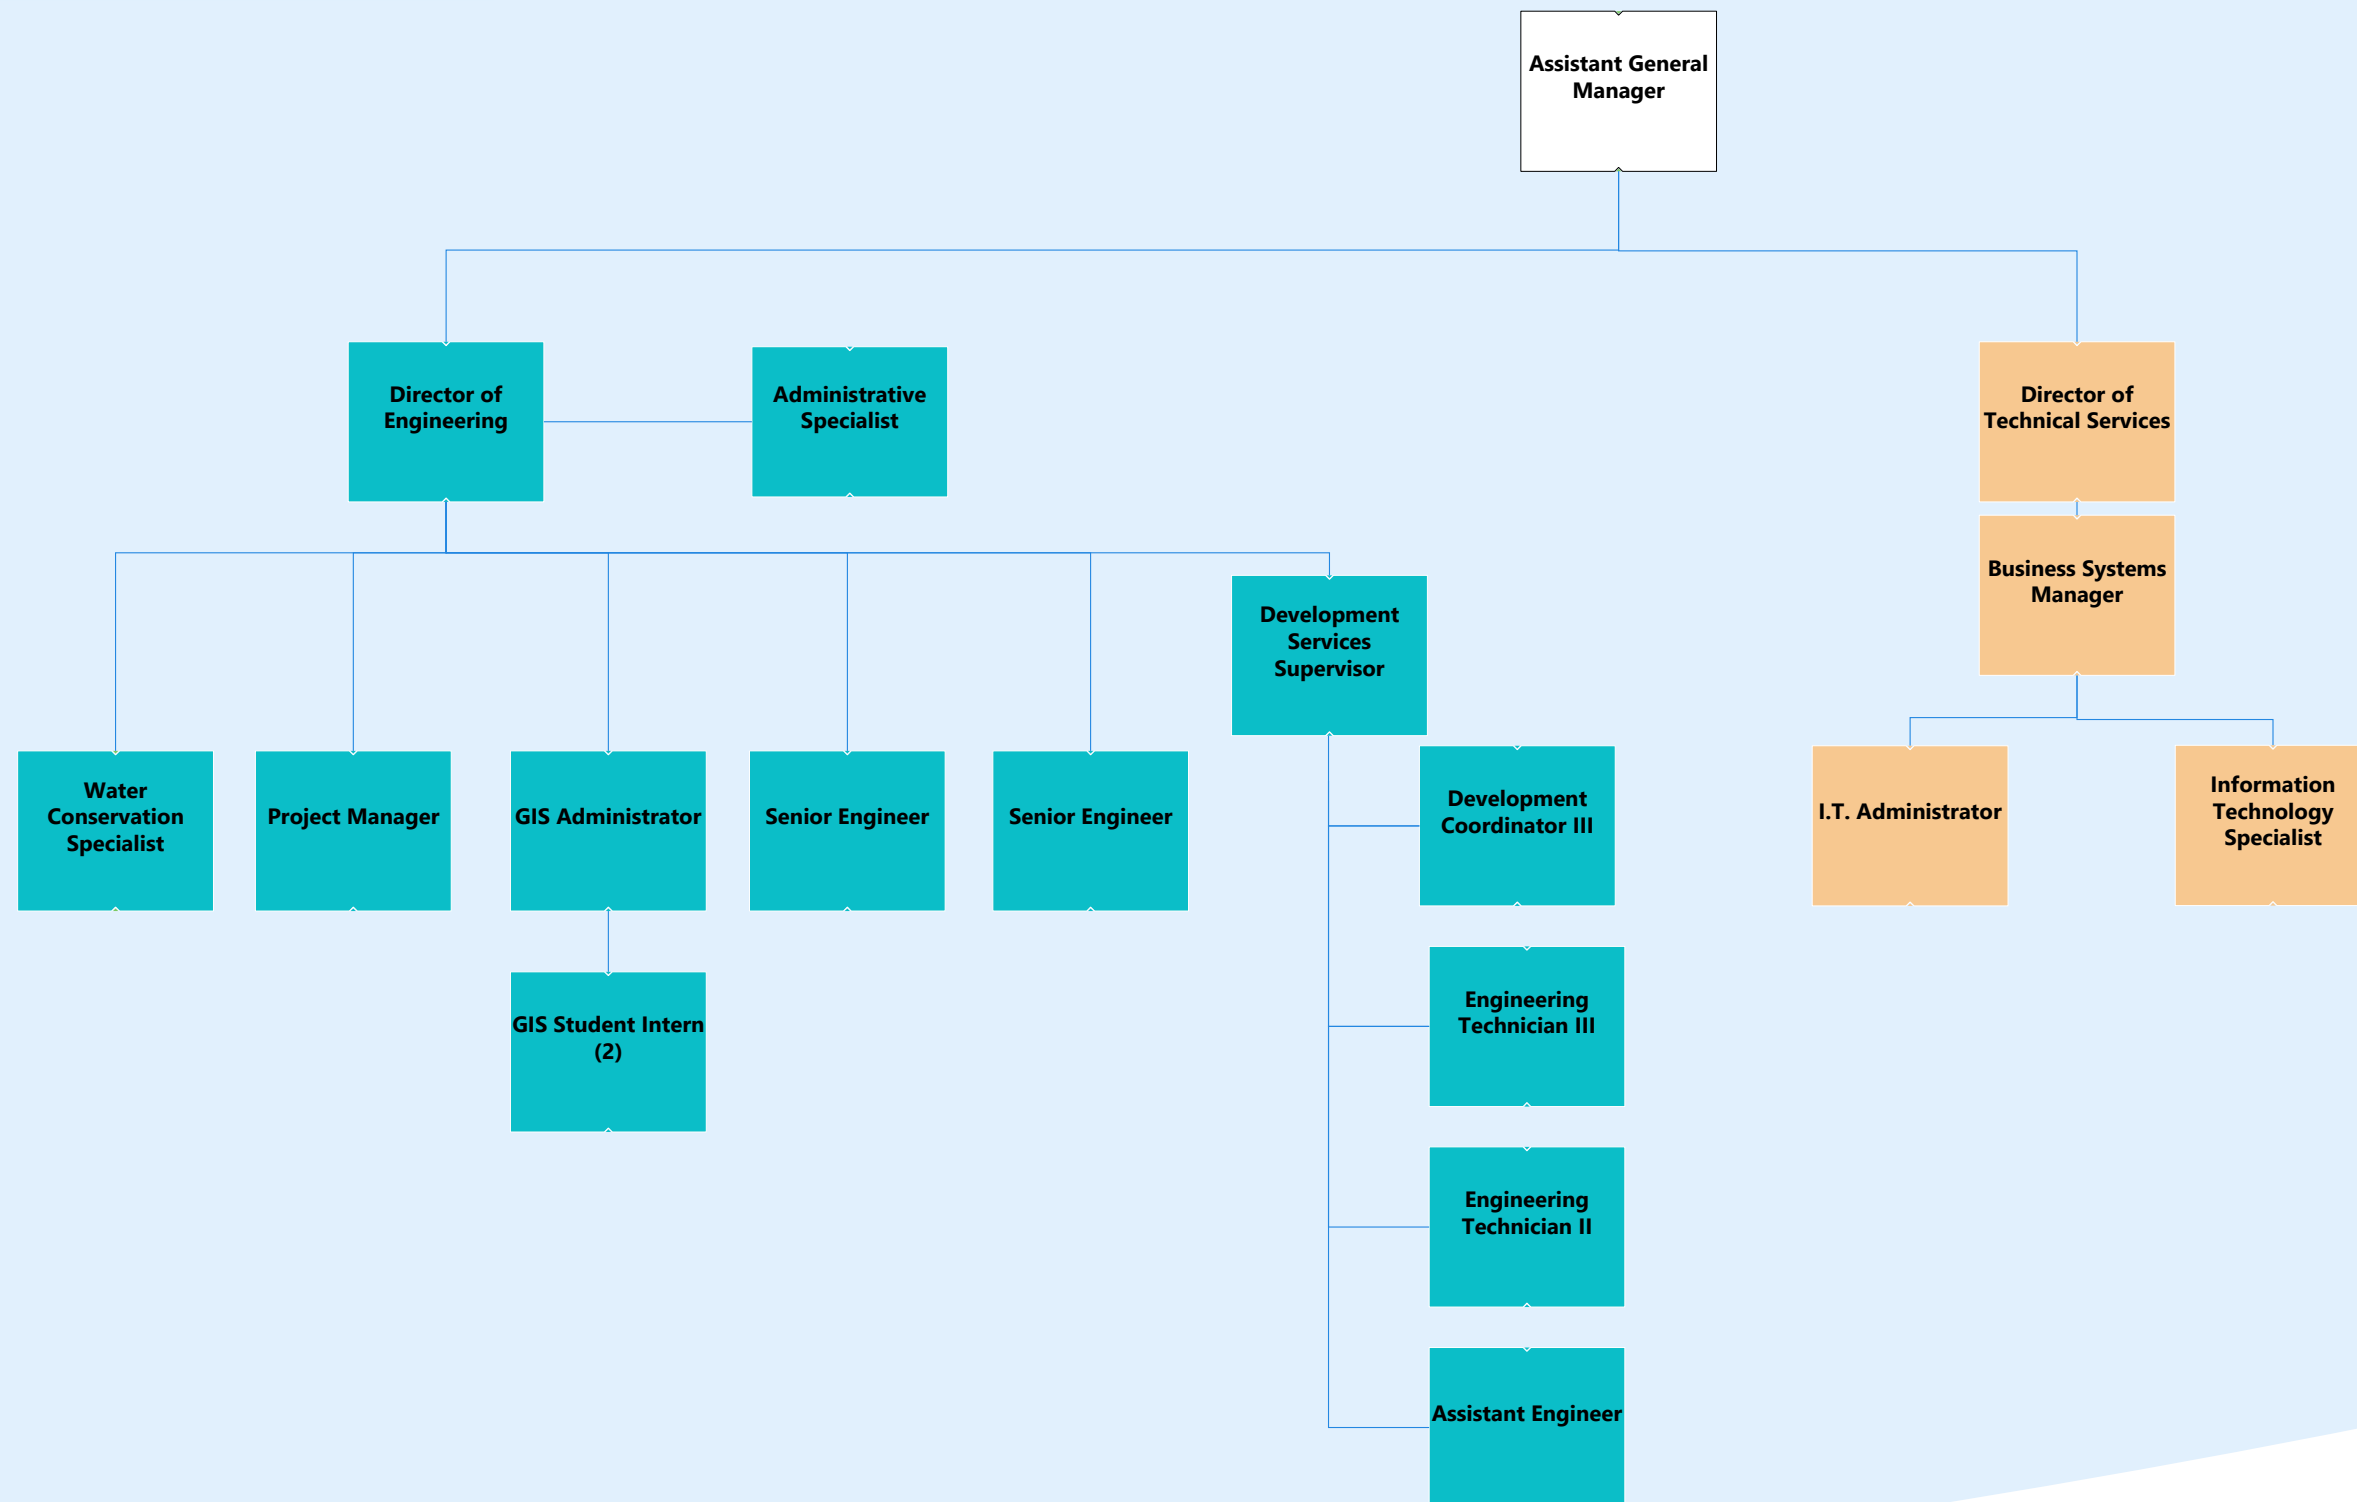 Assistant General
Manager
Director of
Engineering
Administrative
Specialist
Director of
Technical Services
Business Systems
Manager
Development
Services
Supervisor
Water
Conservation
Specialist
Project Manager
GIS Administrator
Senior Engineer
Senior Engineer
Development
Coordinator III
I.T. Administrator
Information
Technology
Specialist
GIS Student Intern
(2)
Engineering
Technician III
Engineering
Technician II
Assistant Engineer